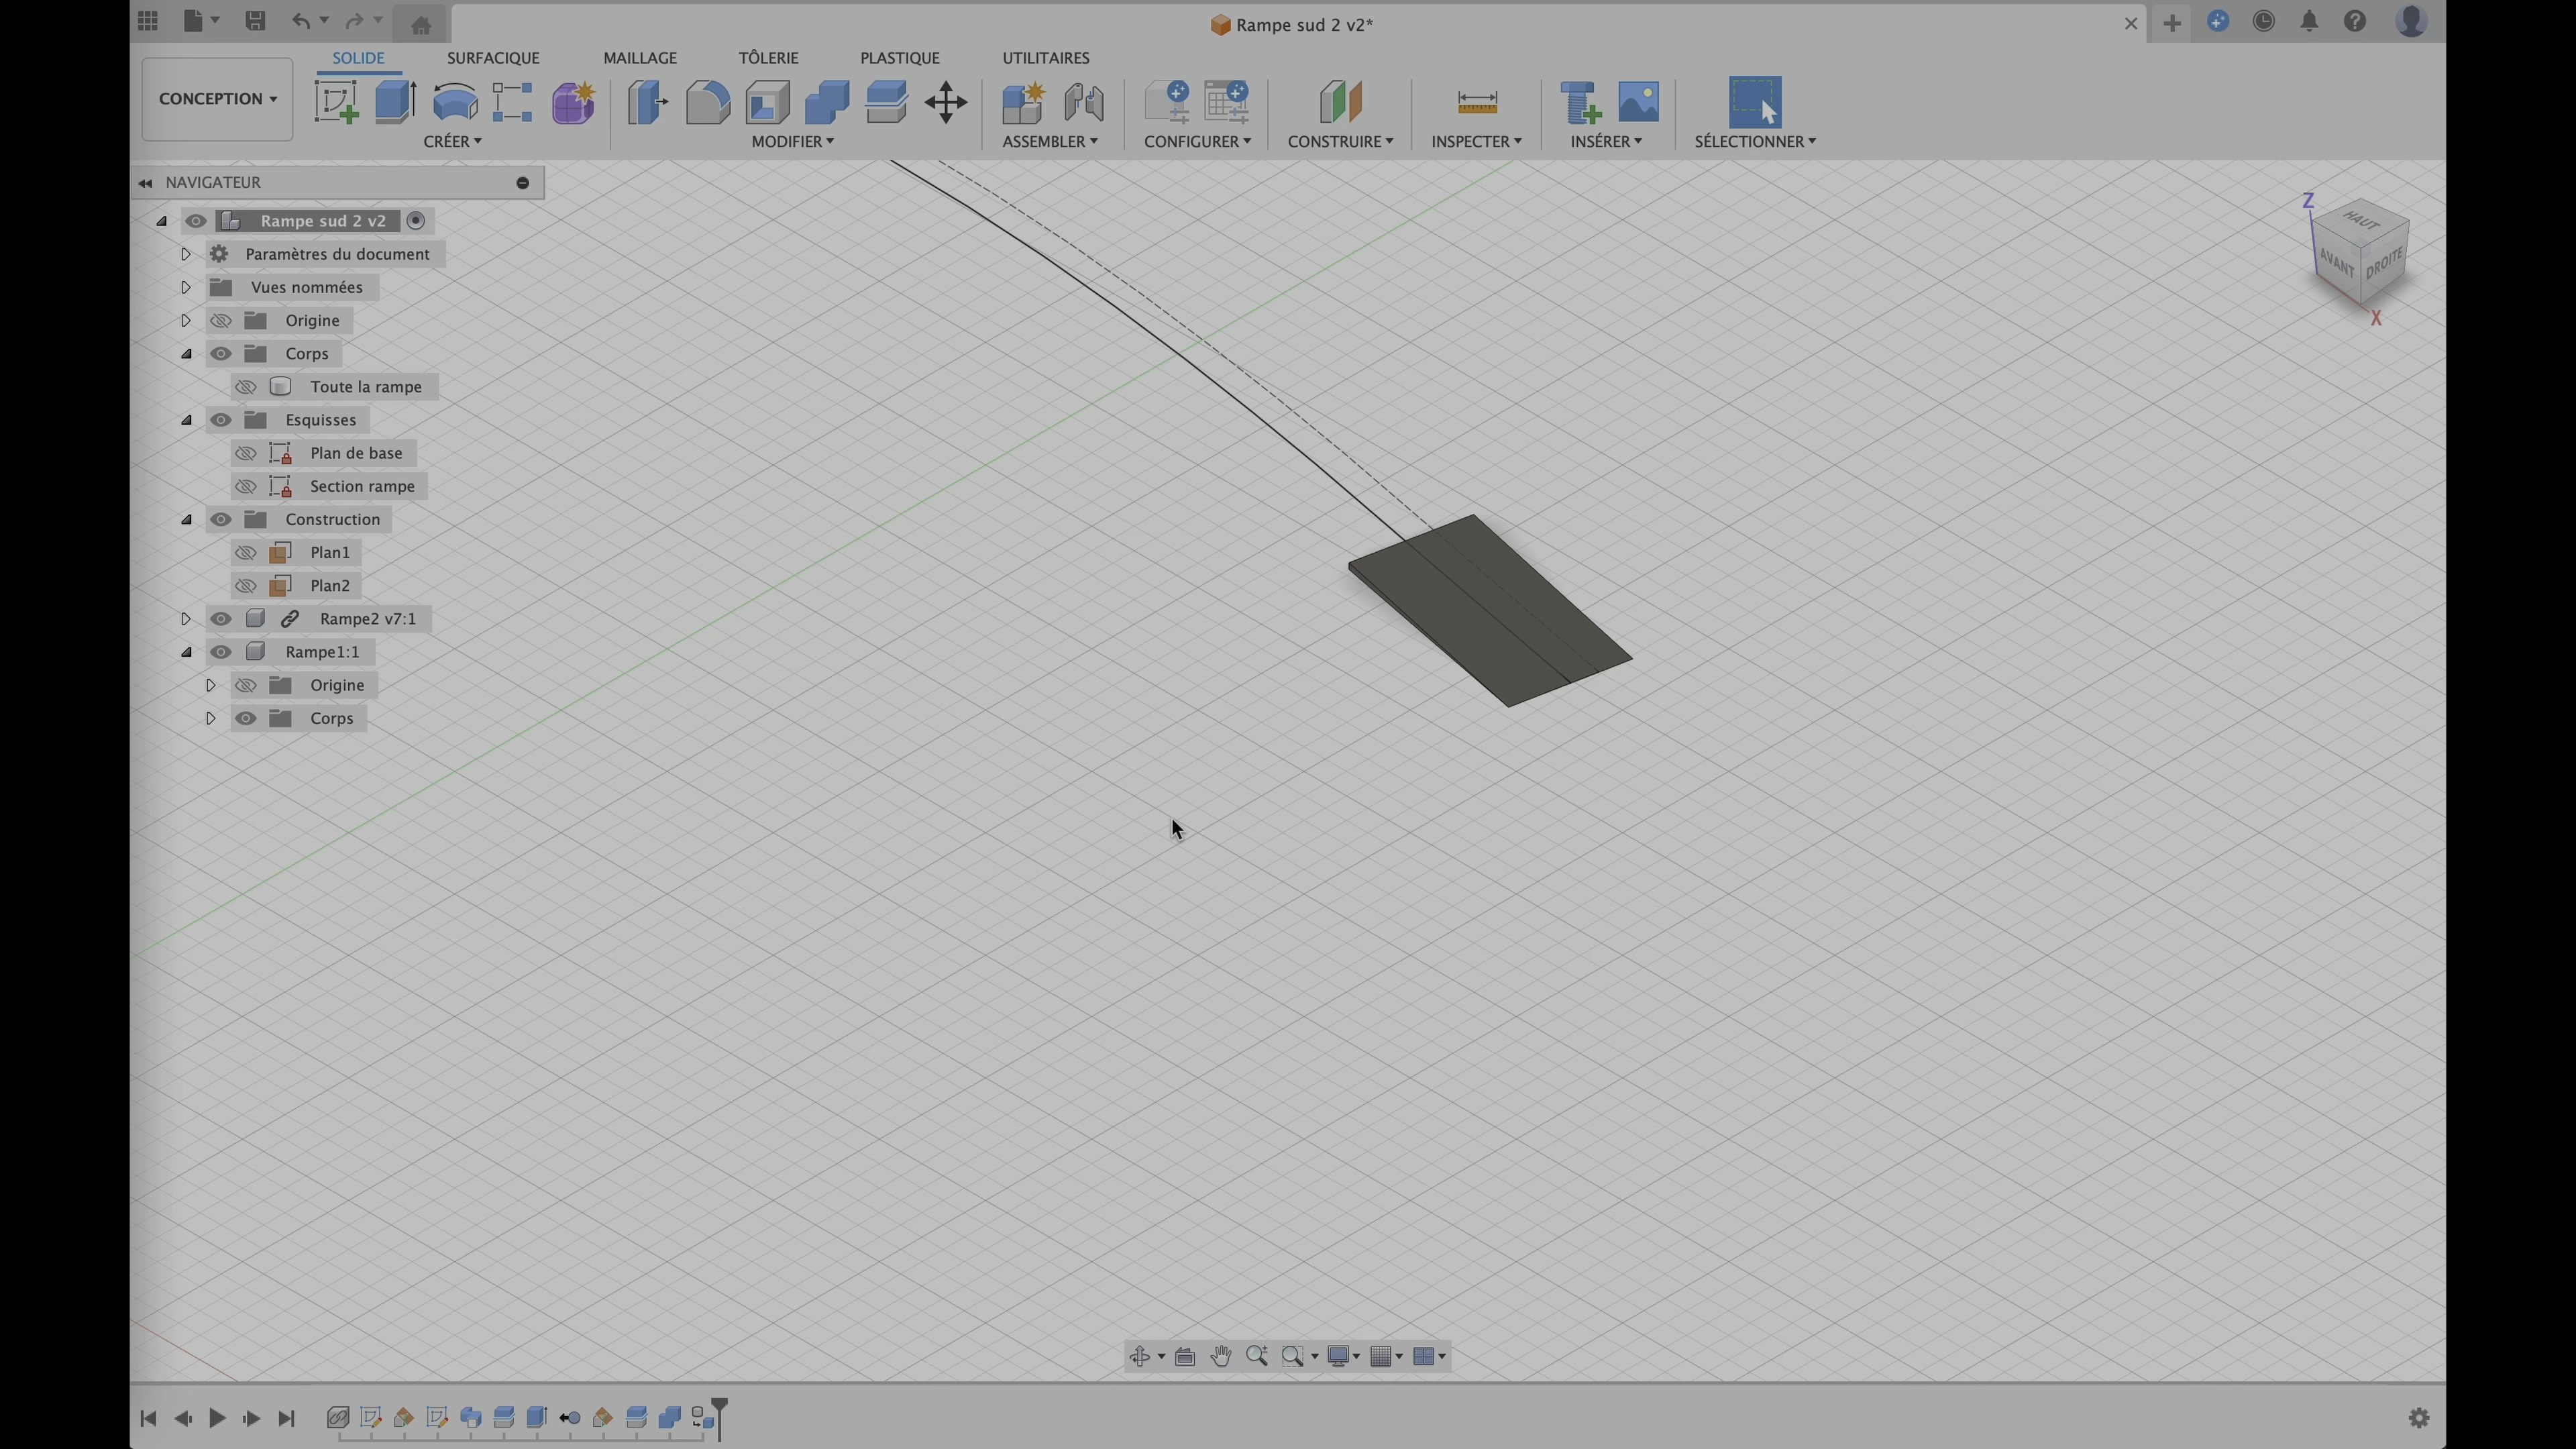 Rampe sud 2 v2*
SOLIDE SURFACIQUE MAILLAGE TÔLERIE PLASTIQUE UTILITAIRES
CONCEPTION
CRÉER MODIFIER ASSEMBLER CONFIGURER CONSTRUIRE INSPECTER INSÉRER SÉLECTIONNER
NAVIGATEUR
Rampe sud 2 v2
Paramètres du document
Vues nommées
Origine
Corps
Toute la rampe
Esquisses
Plan de base
Section rampe
Construction
Plan1
Plan2
Rampe2 v7:1
Rampe1:1
Origine
Corps
Z
HAUT
AVANT
DROITE
X